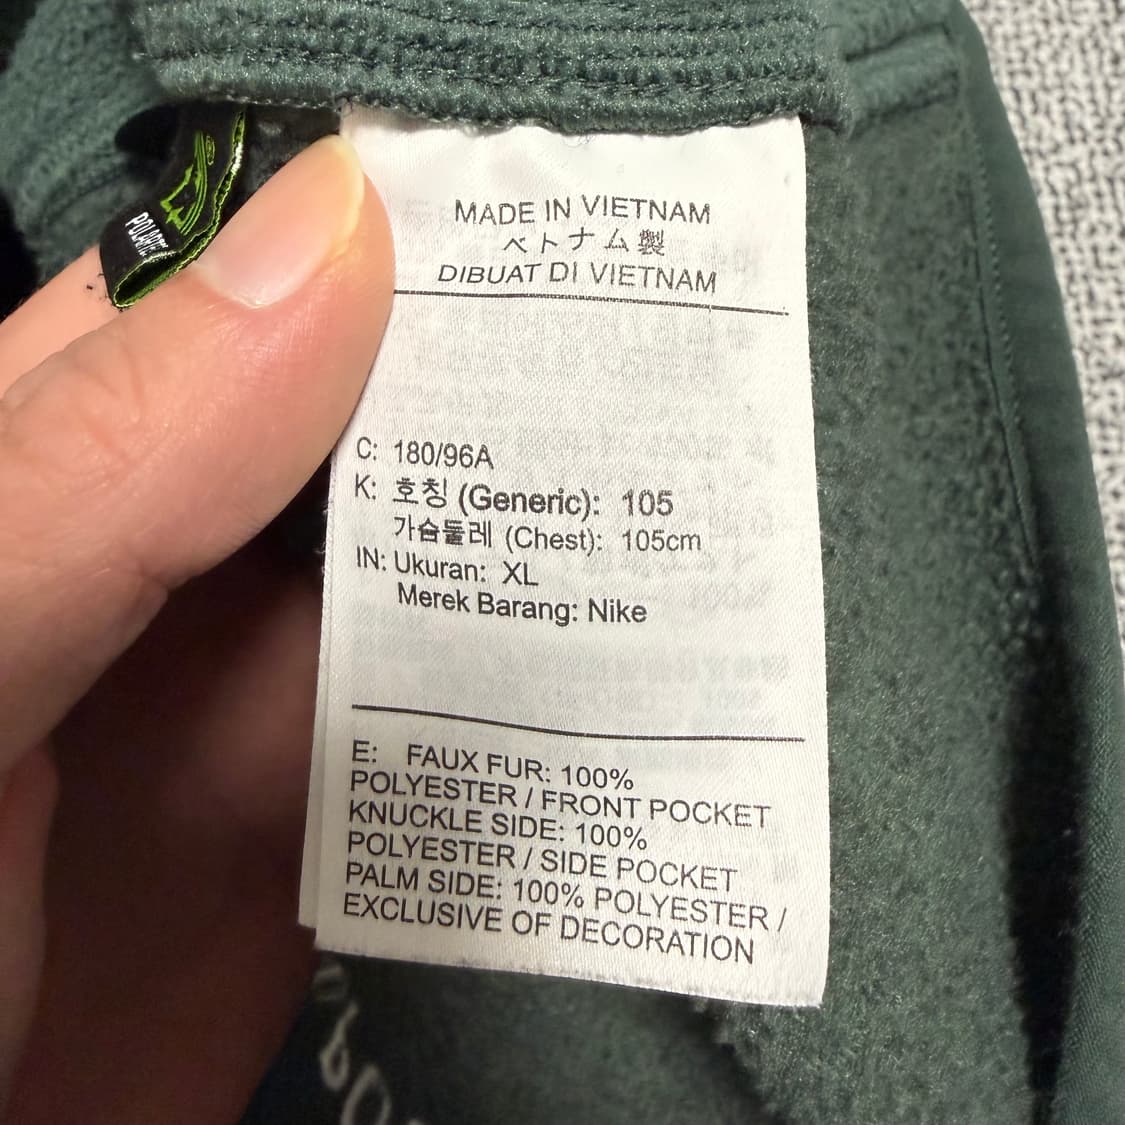 MADE IN VIETNAM
ベトナム製
DIBUAT DI VIETNAM
C: 180/96A
K: 호칭 (Generic): 105
가슴둘레 (Chest): 105cm
IN: Ukuran: XL
Merek Barang: Nike
E: FAUX FUR: 100%
POLYESTER / FRONT POCKET
KNUCKLE SIDE: 100%
POLYESTER / SIDE POCKET
PALM SIDE: 100% POLYESTER /
EXCLUSIVE OF DECORATION